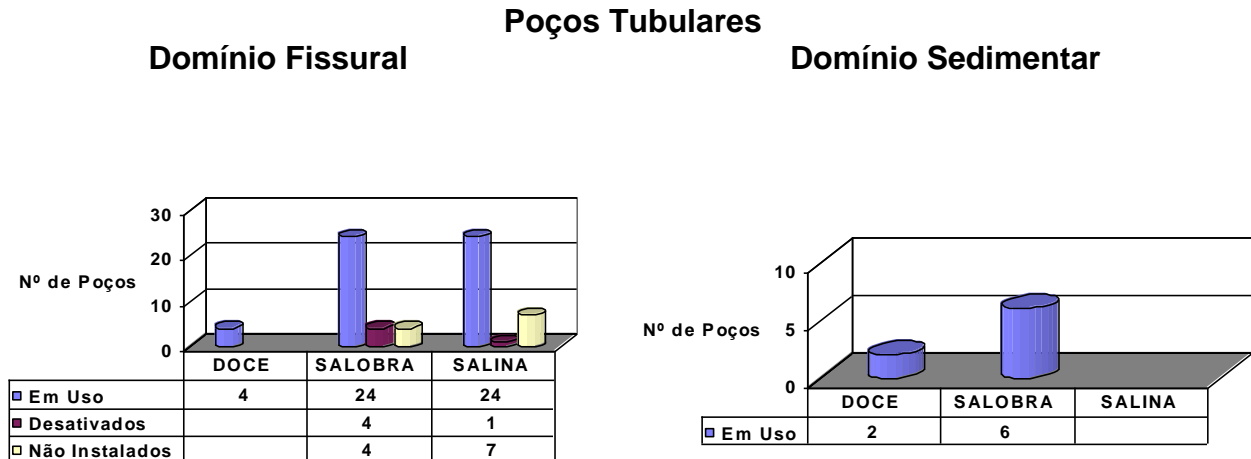 Poços Tubulares
Domínio Fissural
Domínio Sedimentar
30
20
10
0
Nº de Poços
DOCE SALOBRA SALINA
Em Uso 4 24 24
Desativados 4 1
Não Instalados 4 7
10
5
0
Nº de Poços
DOCE SALOBRA SALINA
Em Uso 2 6